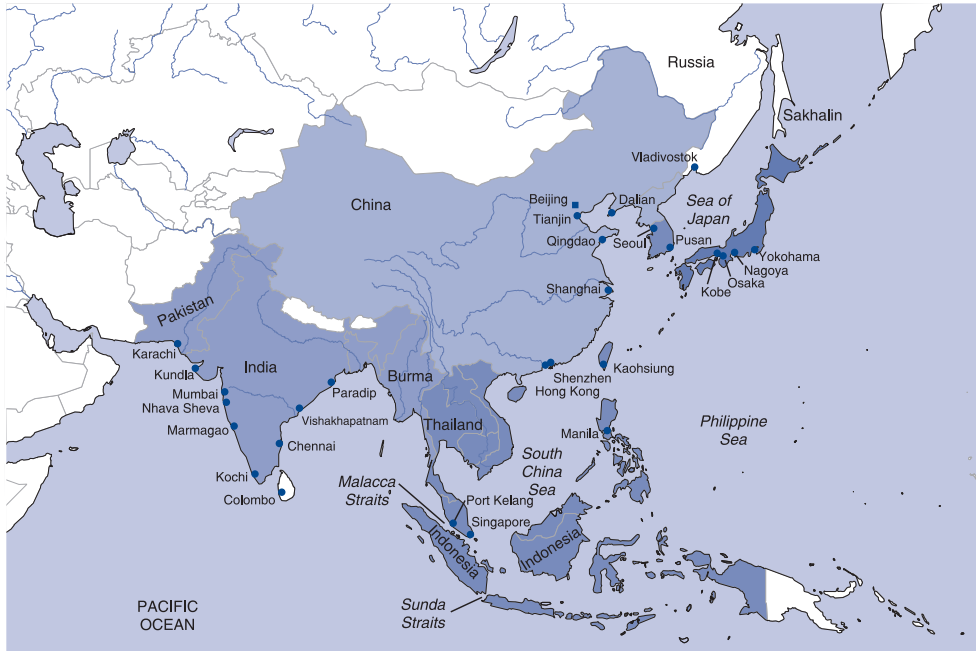 Russia
Sakhalin
Vladivostok
China
Beijing
Dalian
Sea of
Japan
Tianjin
Qingdao
Seoul
Pusan
Yokohama
Nagoya
Osaka
Kobe
Shanghai
Pakistan
Karachi
Kundla
India
Burma
Shenzhen
Hong Kong
Kaohsiung
Mumbai
Nhava Sheva
Paradip
Vishakhapatnam
Marmagao
Thailand
Philippine
Sea
Manila
Chennai
South
China
Sea
Kochi
Colombo
Malacca
Straits
Port Kelang
Singapore
Indonesia
Indonesia
Sunda
Straits
PACIFIC
OCEAN